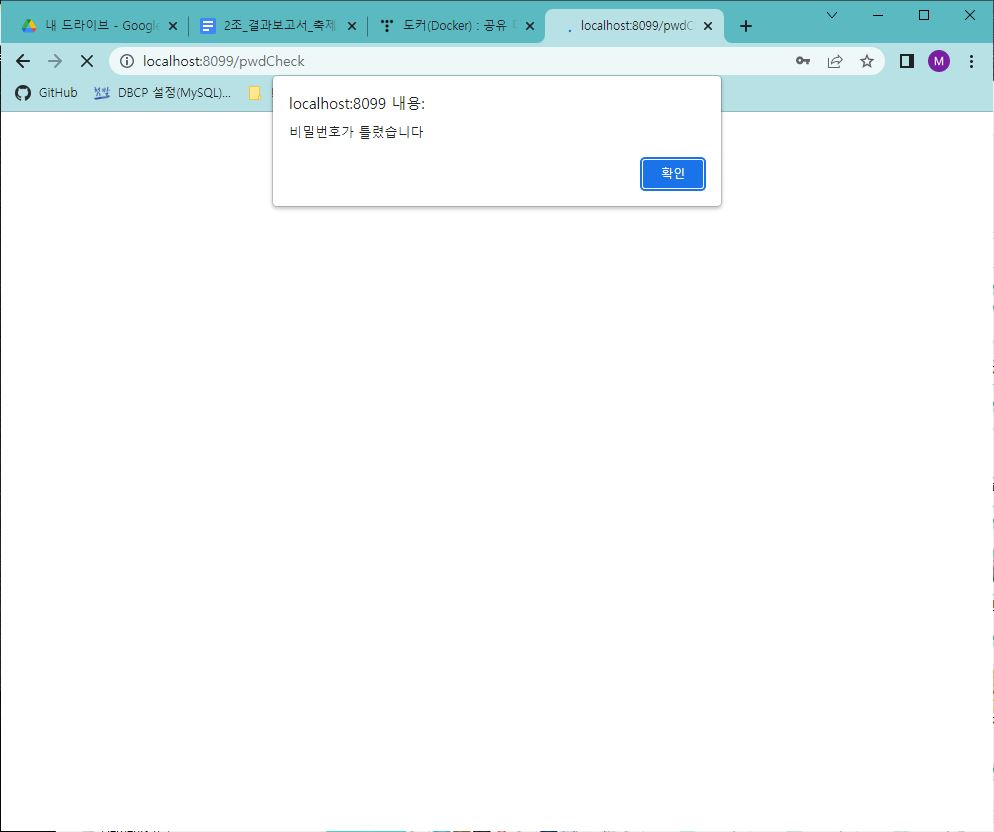 내 드라이브 - Google
2조_결과보고서_축제
도커(Docker) : 공유
localhost:8099/pwdC
localhost:8099/pwdCheck
M
GitHub
DBCP 설정(MySQL)...
localhost:8099 내용:
비밀번호가 틀렸습니다
확인